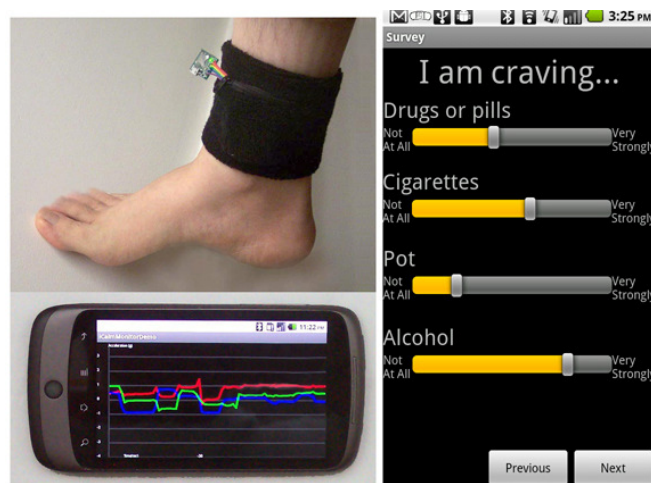 3:25 PM
Survey
I am craving...
Drugs or pills
Not At All
Very Strongly
Cigarettes
Not At All
Very Strongly
Pot
Not At All
Very Strongly
Alcohol
Not At All
Very Strongly
Previous
Next
11:22 PM